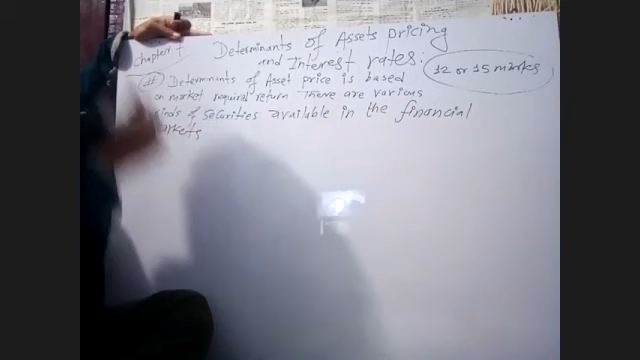 chapter 7
Determinants of Assets pricing
and Interest rates.
12 or 15 marks
# Determinants of Asset price is based
on market required return There are various
kinds of securities available in the financial
markets